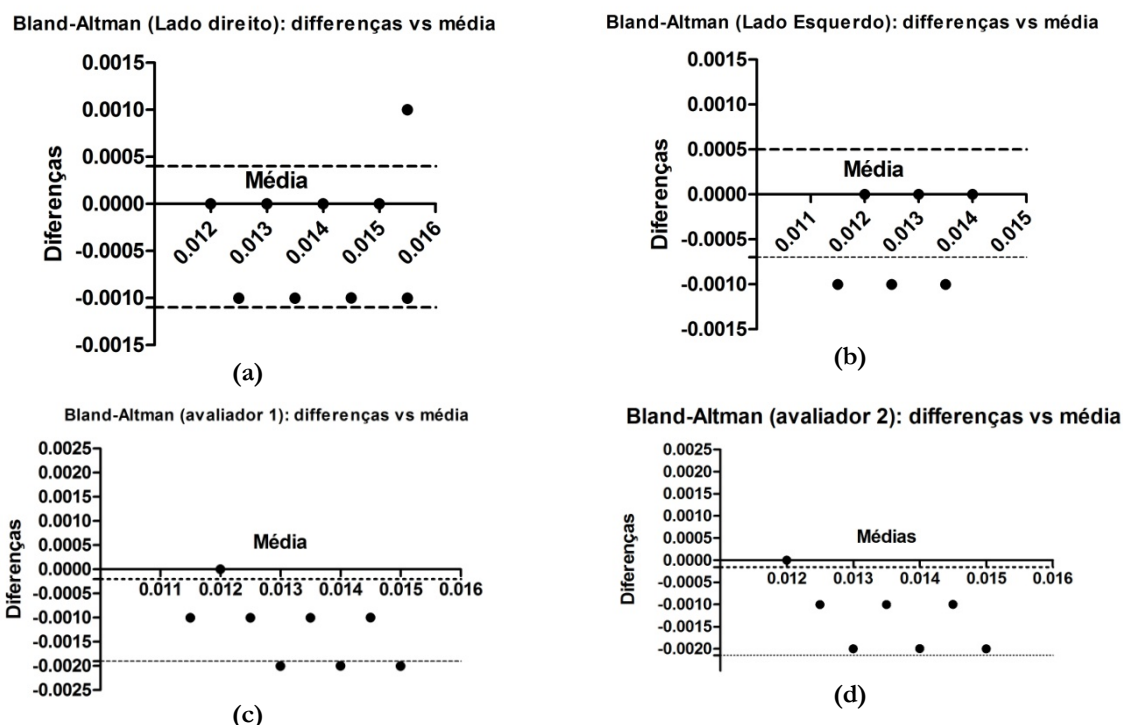 Bland-Altman (Lado direito): differenças vs média
0.0015
0.0010
0.0005
0.0000
-0.0005
-0.0010
-0.0015
Diferenças
Média
0.012
0.013
0.014
0.015
0.016
(a)
Bland-Altman (Lado Esquerdo): differenças vs média
0.0015
0.0010
0.0005
0.0000
-0.0005
-0.0010
-0.0015
Diferenças
Média
0.011
0.012
0.013
0.014
0.015
(b)
Bland-Altman (avaliador 1): differenças vs média
0.0025
0.0020
0.0015
0.0010
0.0005
0.0000
-0.0005
-0.0010
-0.0015
-0.0020
-0.0025
Diferenças
Média
0.011 0.012 0.013 0.014 0.015 0.016
(c)
Bland-Altman (avaliador 2): differenças vs média
0.0025
0.0020
0.0015
0.0010
0.0005
0.0000
-0.0005
-0.0010
-0.0015
-0.0020
Diferenças
Médias
0.012 0.013 0.014 0.015 0.016
(d)